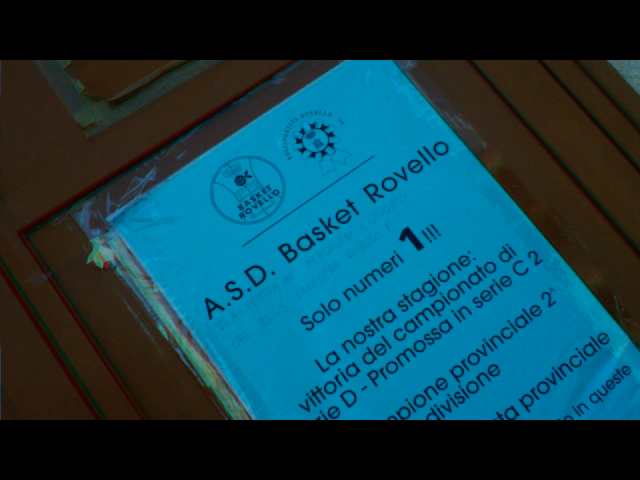 BASKET
ROVELLO
A.S.D. Basket Rovello
Solo numeri 1!!!
La nostra stagione:
vittoria del campionato di
rie D - Promossa in serie C 2
pione provinciale 2^
divisione
ta provinciale
in queste